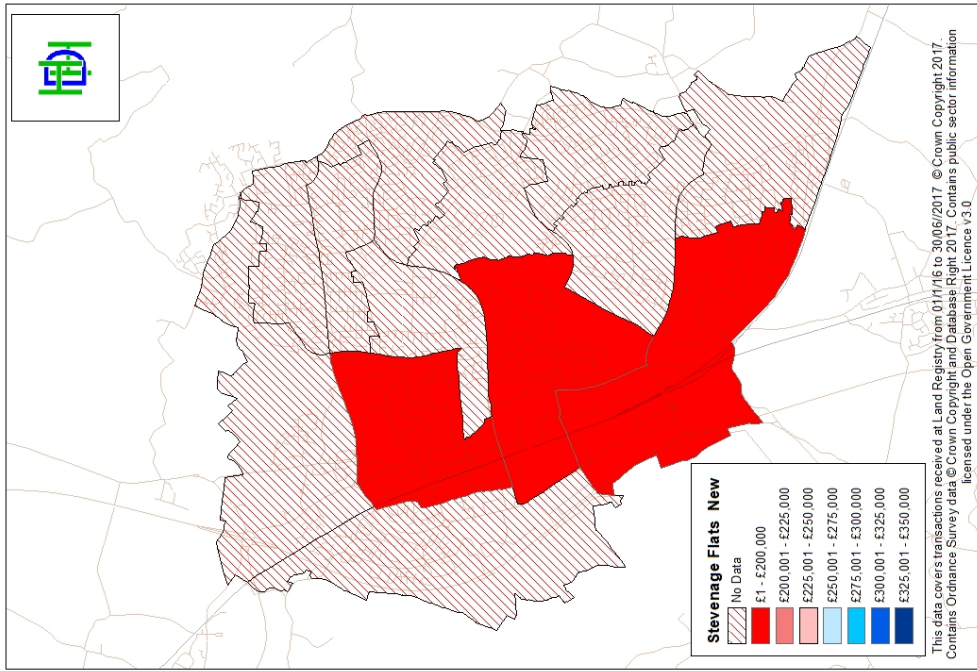 Stevenage Flats New
No Data
£1 - £200,000
£200,001 - £225,000
£225,001 - £250,000
£250,001 - £275,000
£275,001 - £300,000
£300,001 - £325,000
£325,001 - £350,000
This data covers transactions received at Land Registry from 01/1/16 to 30/06//2017 © Crown Copyright 2017.
Contains Ordnance Survey data © Crown Copyright and Database Right 2017. Contains public sector information
licensed under the Open Government Licence v3.0